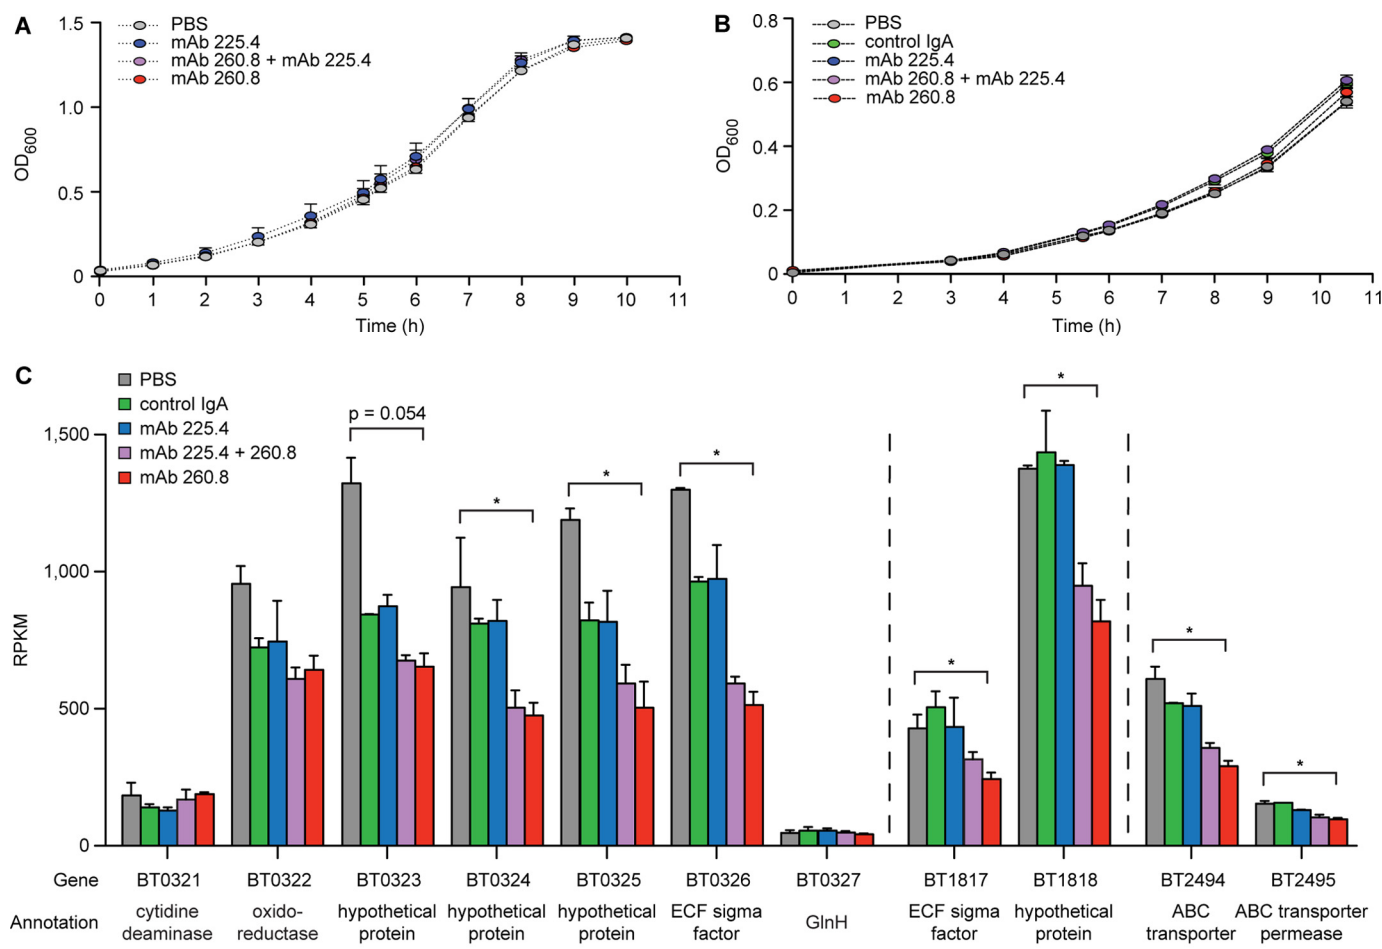 A
PBS
mAb 225.4
mAb 260.8 + mAb 225.4
mAb 260.8
OD600
1.5
1.0
0.5
0
0 1 2 3 4 5 6 7 8 9 10 11
Time (h)
B
PBS
control IgA
mAb 225.4
mAb 260.8 + mAb 225.4
mAb 260.8
OD600
0.8
0.6
0.4
0.2
0
0 1 2 3 4 5 6 7 8 9 10 11
Time (h)
C
PBS
control IgA
mAb 225.4
mAb 225.4 + 260.8
mAb 260.8
RPKM
1,500
1,000
500
0
p = 0.054
*
*
*
*
*
*
*
Gene BT0321 BT0322 BT0323 BT0324 BT0325 BT0326 BT0327 BT1817 BT1818 BT2494 BT2495
Annotation
cytidine
deaminase
oxido-
reductase
hypothetical
protein
hypothetical
protein
hypothetical
protein
ECF sigma
factor
GlnH
ECF sigma
factor
hypothetical
protein
ABC
transporter
ABC transporter
permease